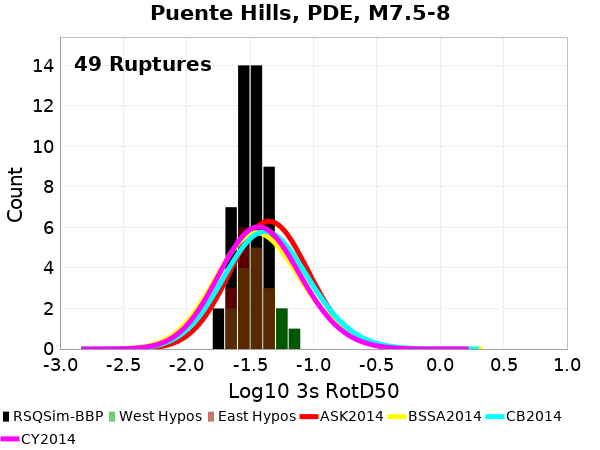 Puente Hills, PDE, M7.5-8
49 Ruptures
Count
14
12
10
8
6
4
2
0
-3.0 -2.5 -2.0 -1.5 -1.0 -0.5 0.0 0.5 1.0
Log10 3s RotD50
RSQSim-BBP West Hypos East Hypos ASK2014 BSSA2014 CB2014
CY2014